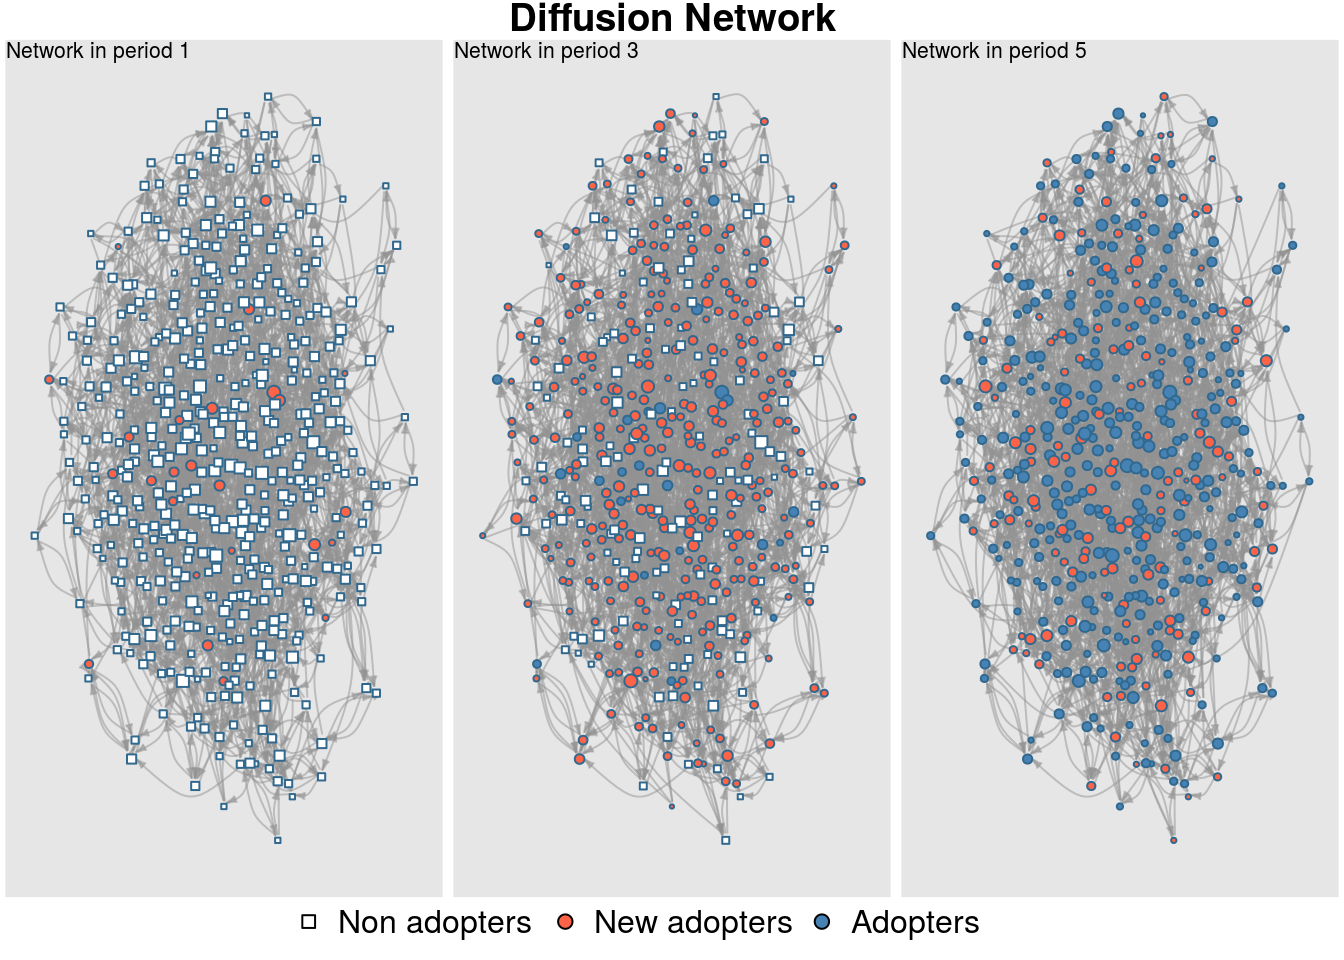 Diffusion Network
Network in period 1
Network in period 3
Network in period 5
Non adopters
New adopters
Adopters